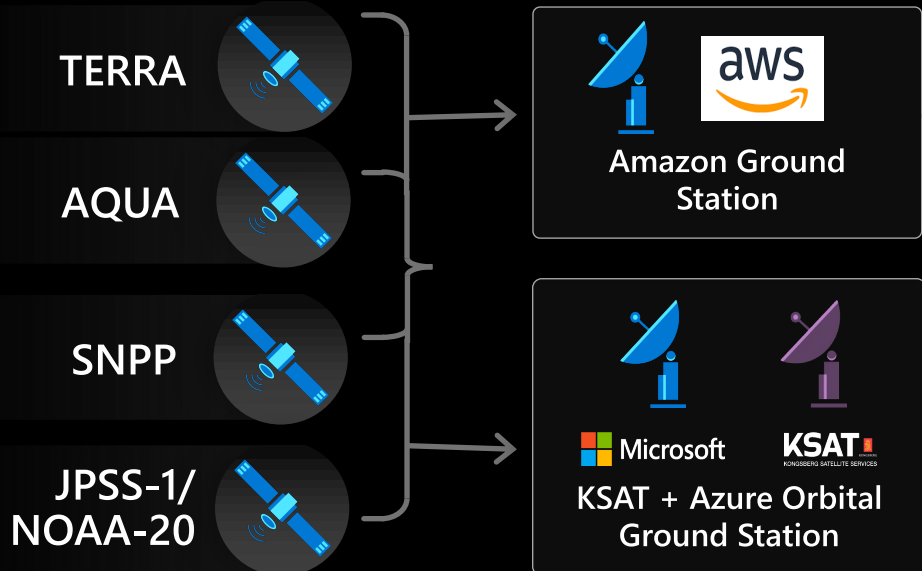 TERRA
AQUA
SNPP
JPSS-1/
NOAA-20
aws
Amazon Ground
Station
Microsoft
KSAT
KONGSBERG
KONGSBERG SATELLITE SERVICES
KSAT + Azure Orbital
Ground Station